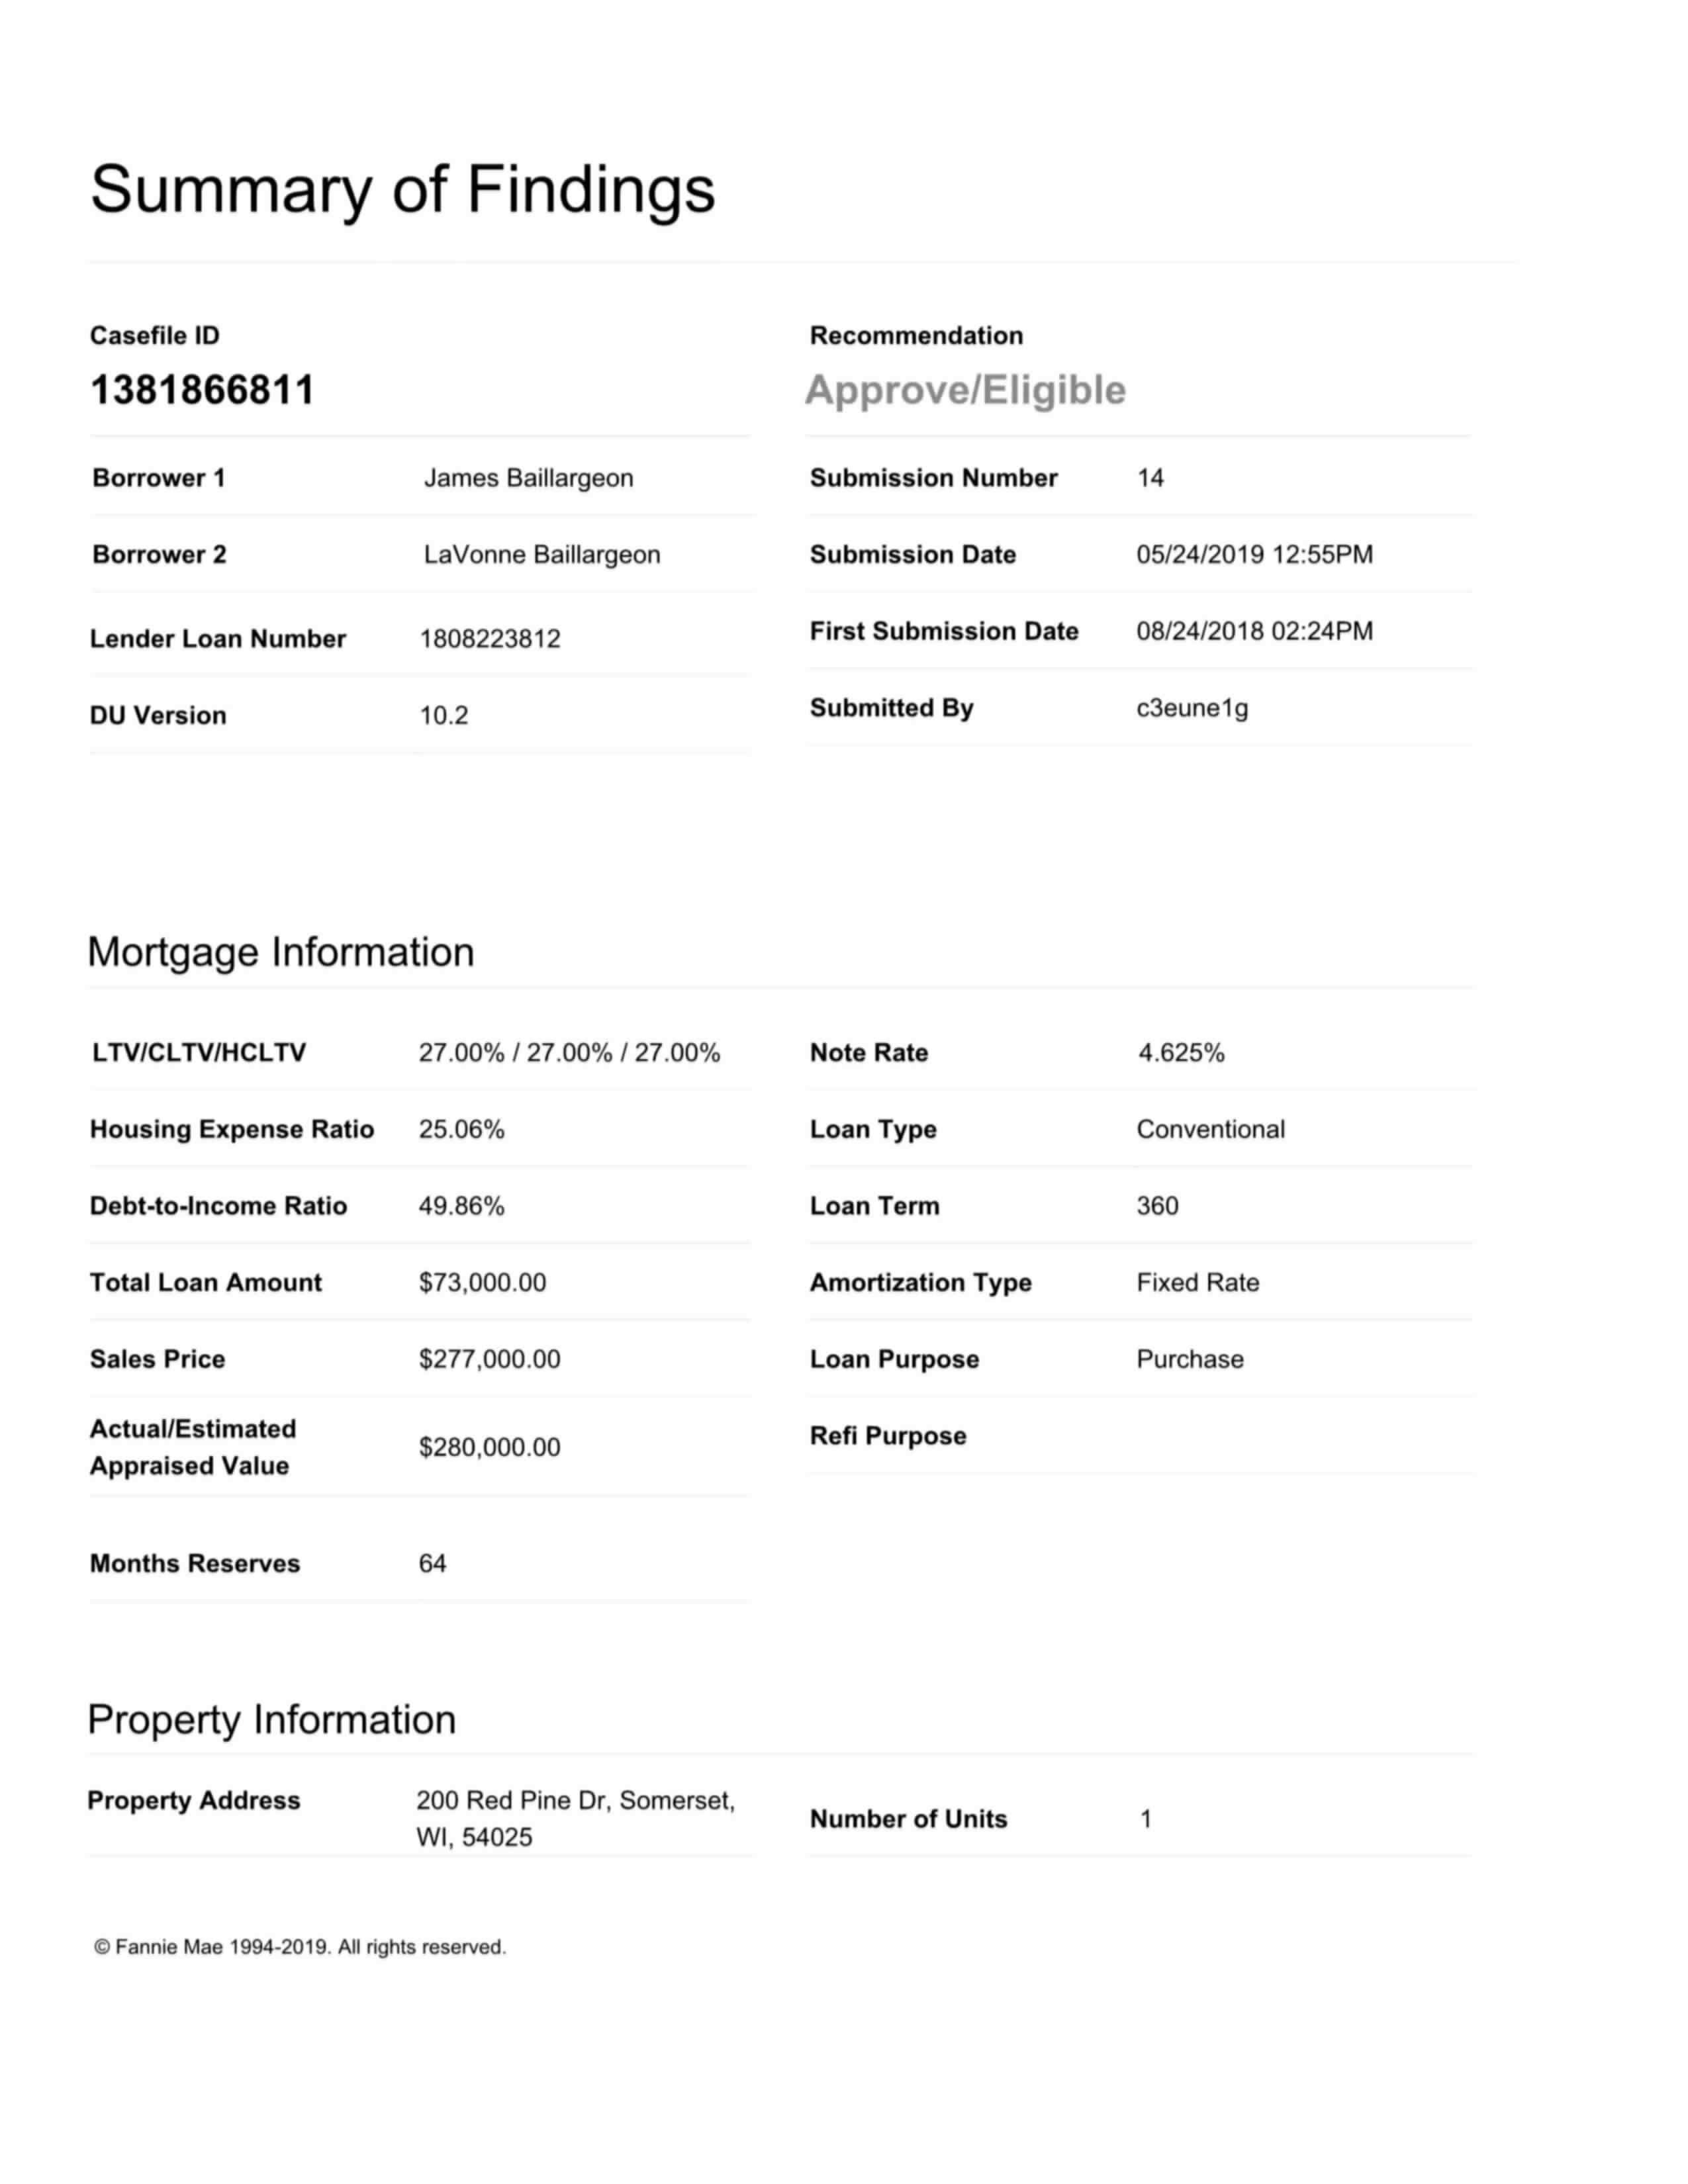 Summary of Findings
Casefile ID
1381866811
Recommendation
Approve/Eligible
Borrower 1 James Baillargeon
Borrower 2 LaVonne Baillargeon
Lender Loan Number 1808223812
DU Version 10.2
Submission Number 14
Submission Date 05/24/2019 12:55PM
First Submission Date 08/24/2018 02:24PM
Submitted By c3eune1g
Mortgage Information
LTV/CLTV/HCLTV 27.00% / 27.00% / 27.00%
Housing Expense Ratio 25.06%
Debt-to-Income Ratio 49.86%
Total Loan Amount $73,000.00
Sales Price $277,000.00
Actual/Estimated
Appraised Value $280,000.00
Months Reserves 64
Note Rate 4.625%
Loan Type Conventional
Loan Term 360
Amortization Type Fixed Rate
Loan Purpose Purchase
Refi Purpose
Property Information
Property Address 200 Red Pine Dr, Somerset,
WI, 54025
Number of Units 1
© Fannie Mae 1994-2019. All rights reserved.